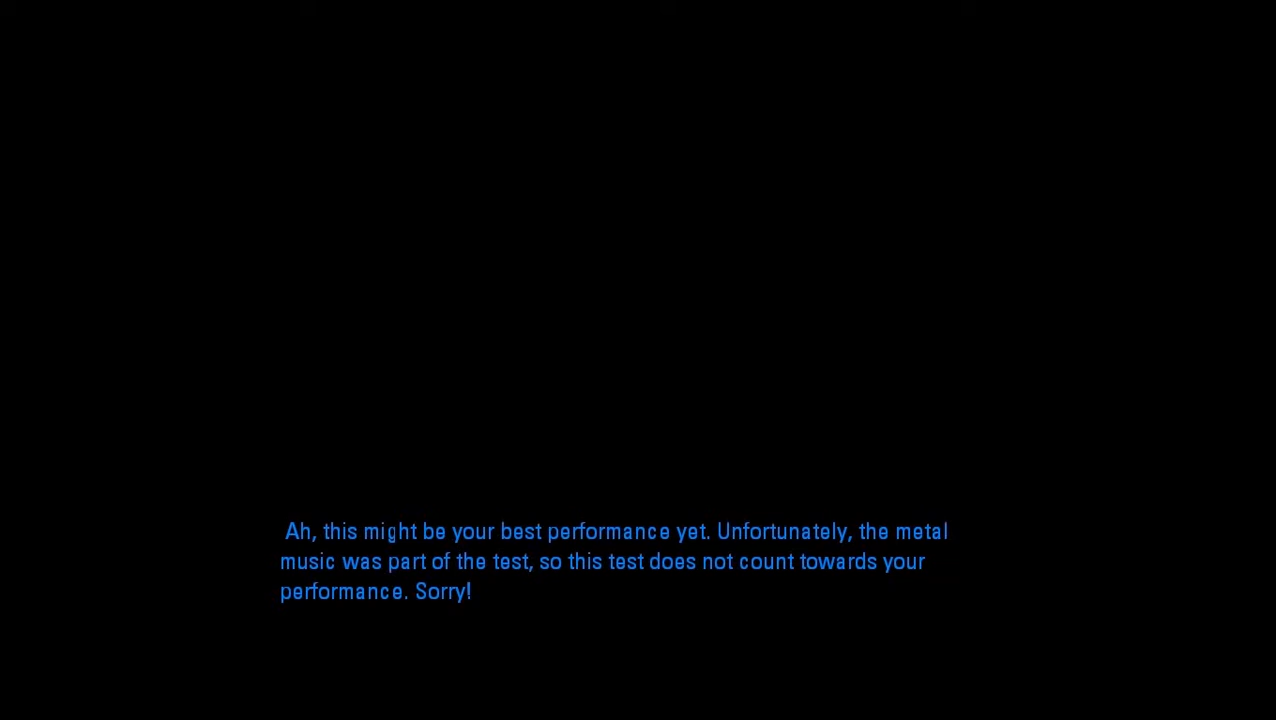 Ah, this might be your best performance yet. Unfortunately, the metal
music was part of the test, so this test does not count towards your
performance. Sorry!